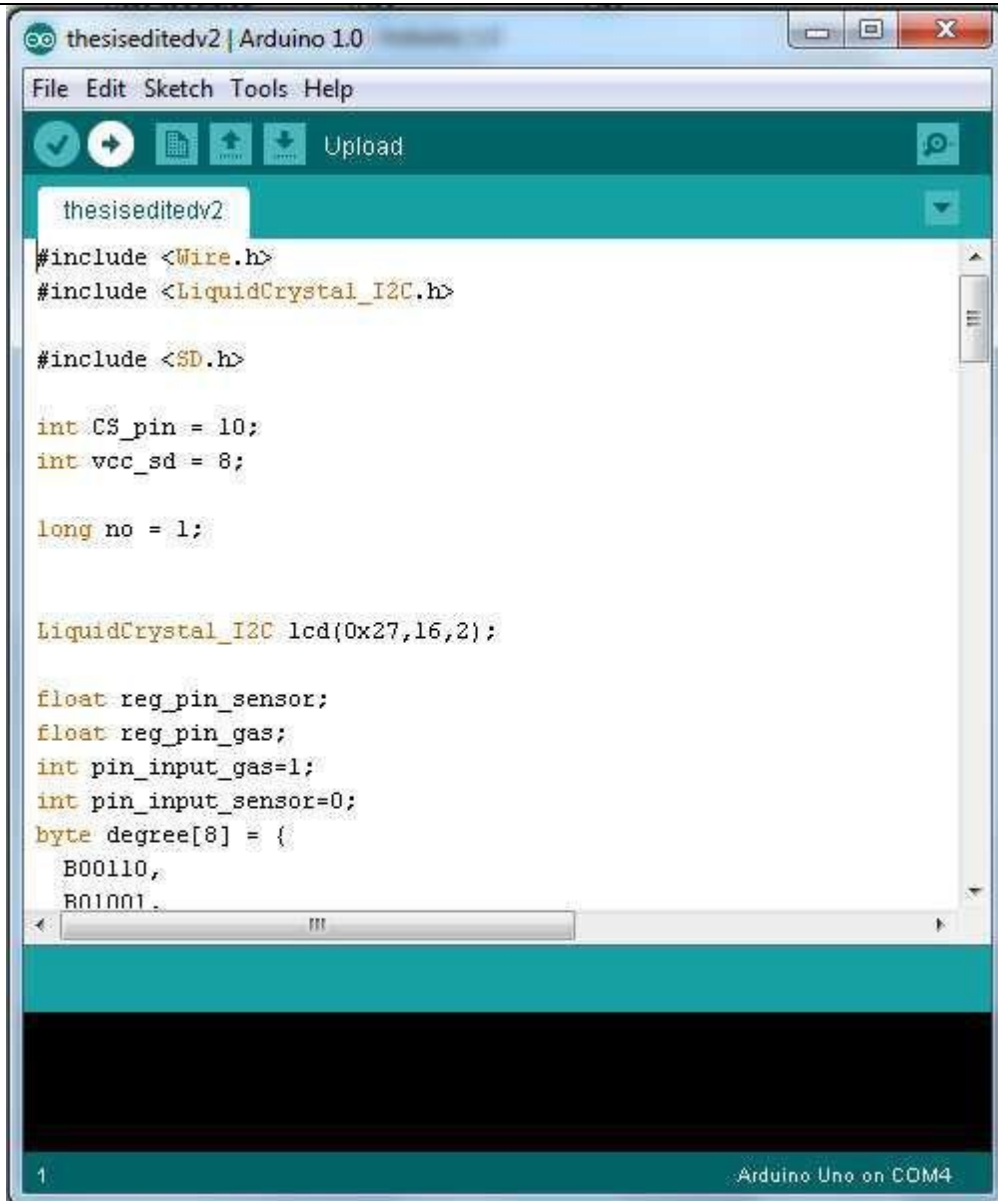 thesiseditedv2 | Arduino 1.0
File Edit Sketch Tools Help
Upload
thesiseditedv2
#include <Wire.h>
#include <LiquidCrystal_I2C.h>
#include <SD.h>
int CS_pin = 10;
int vcc_sd = 8;
long no = 1;
LiquidCrystal_I2C lcd(0x27,16,2);
float reg_pin_sensor;
float reg_pin_gas;
int pin_input_gas=1;
int pin_input_sensor=0;
byte degree[8] = {
B00110,
B01001,
1
Arduino Uno on COM4